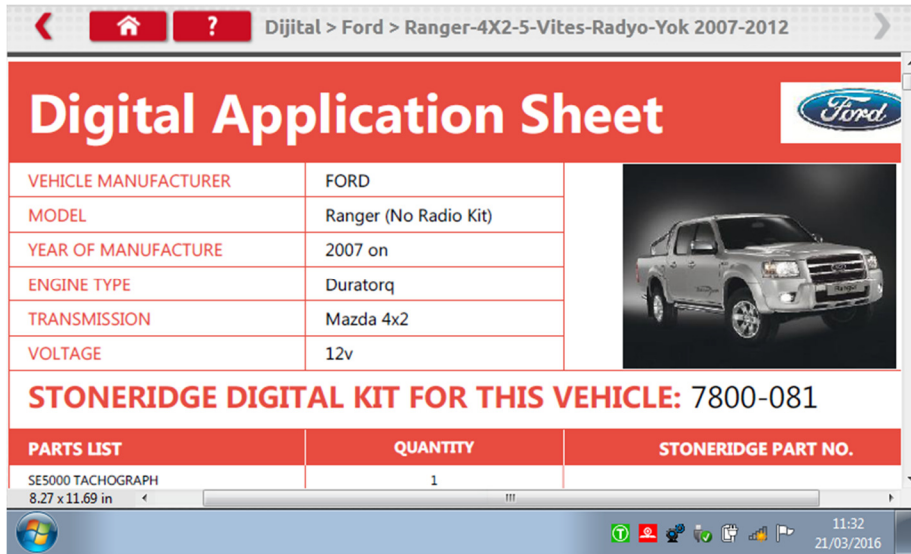 ?
Dijital > Ford > Ranger-4X2-5-Vites-Radyo-Yok 2007-2012
Digital Application Sheet
Ford
VEHICLE MANUFACTURER FORD
MODEL Ranger (No Radio Kit)
YEAR OF MANUFACTURE 2007 on
ENGINE TYPE Duratorq
TRANSMISSION Mazda 4x2
VOLTAGE 12v
Ranger
STONERIDGE DIGITAL KIT FOR THIS VEHICLE: 7800-081
PARTS LIST QUANTITY STONERIDGE PART NO.
SE5000 TACHOGRAPH 1
8.27 x 11.69 in
11:32
21/03/2016